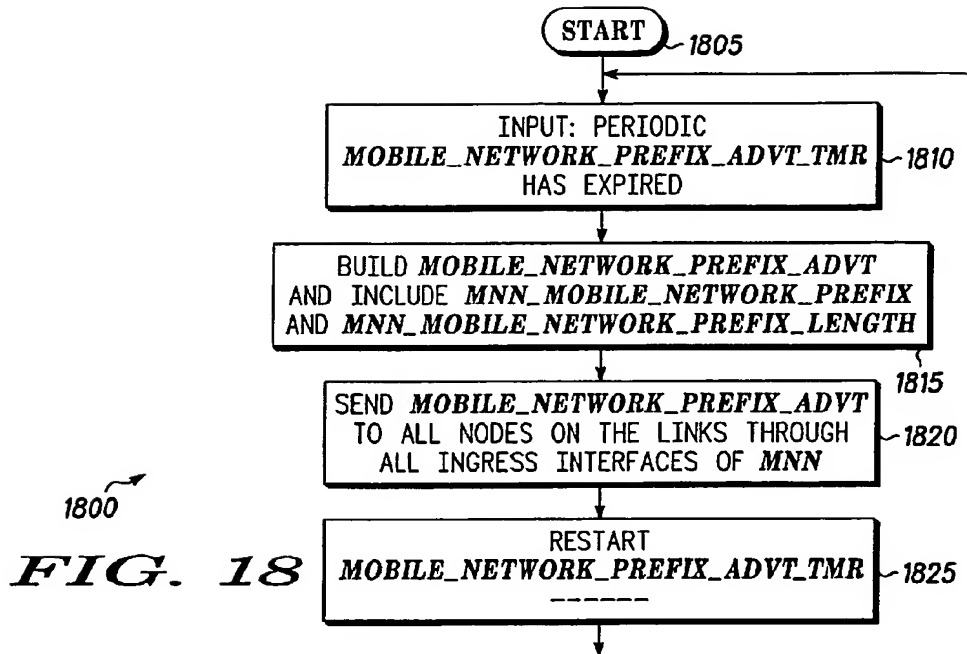 START
1805
INPUT: PERIODIC
MOBILE_NETWORK_PREFIX_ADVT_TMR
HAS EXPIRED
1810
BUILD MOBILE_NETWORK_PREFIX_ADVT
AND INCLUDE MNN_MOBILE_NETWORK_PREFIX
AND MNN_MOBILE_NETWORK_PREFIX_LENGTH
1815
SEND MOBILE_NETWORK_PREFIX_ADVT
TO ALL NODES ON THE LINKS THROUGH
ALL INGRESS INTERFACES OF MNN
1820
1800
FIG. 18
RESTART
MOBILE_NETWORK_PREFIX_ADVT_TMR
------
1825